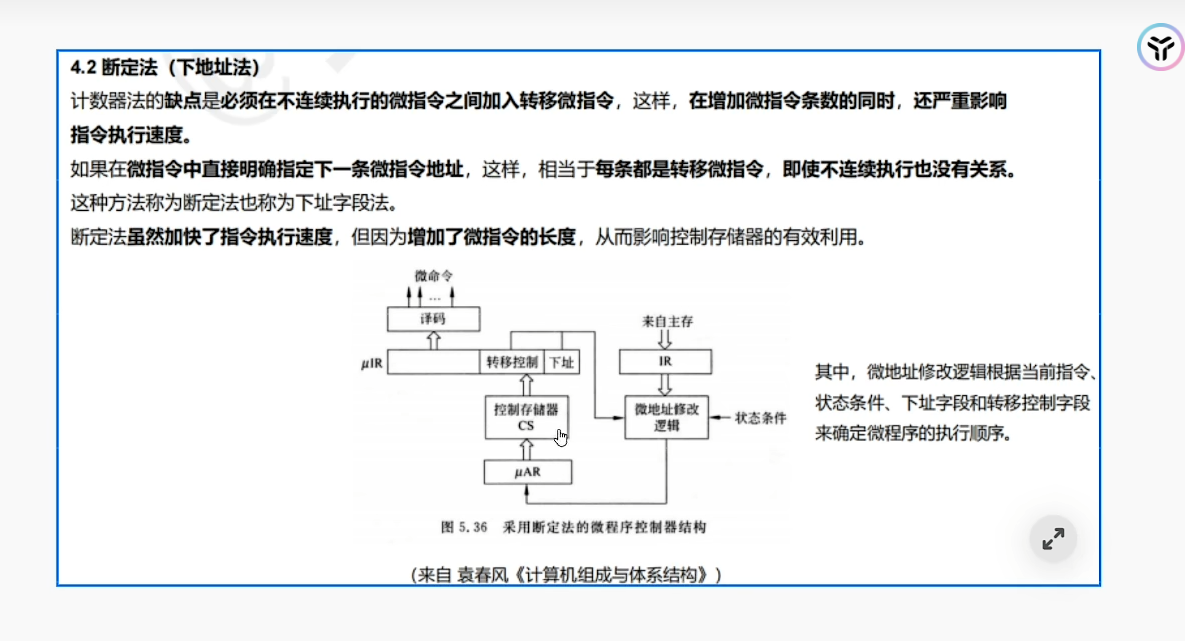 4.2 断定法（下地址法）
计数器法的缺点是必须在不连续执行的微指令之间加入转移微指令，这样，在增加微指令条数的同时，还严重影响
指令执行速度。
如果在微指令中直接明确指定下一条微指令地址，这样，相当于每条都是转移微指令，即使不连续执行也没有关系。
这种方法称为断定法也称为下址字段法。
断定法虽然加快了指令执行速度，但因为增加了微指令的长度，从而影响控制存储器的有效利用。
微命令
…
译码
来自主存
μIR
转移控制
下址
IR
控制存储器
CS
微地址修改
逻辑
状态条件
μAR
其中，微地址修改逻辑根据当前指令、
状态条件、下址字段和转移控制字段
来确定微程序的执行顺序。
图 5.36 采用断定法的微程序控制器结构
（来自 袁春风《计算机组成与体系结构》）